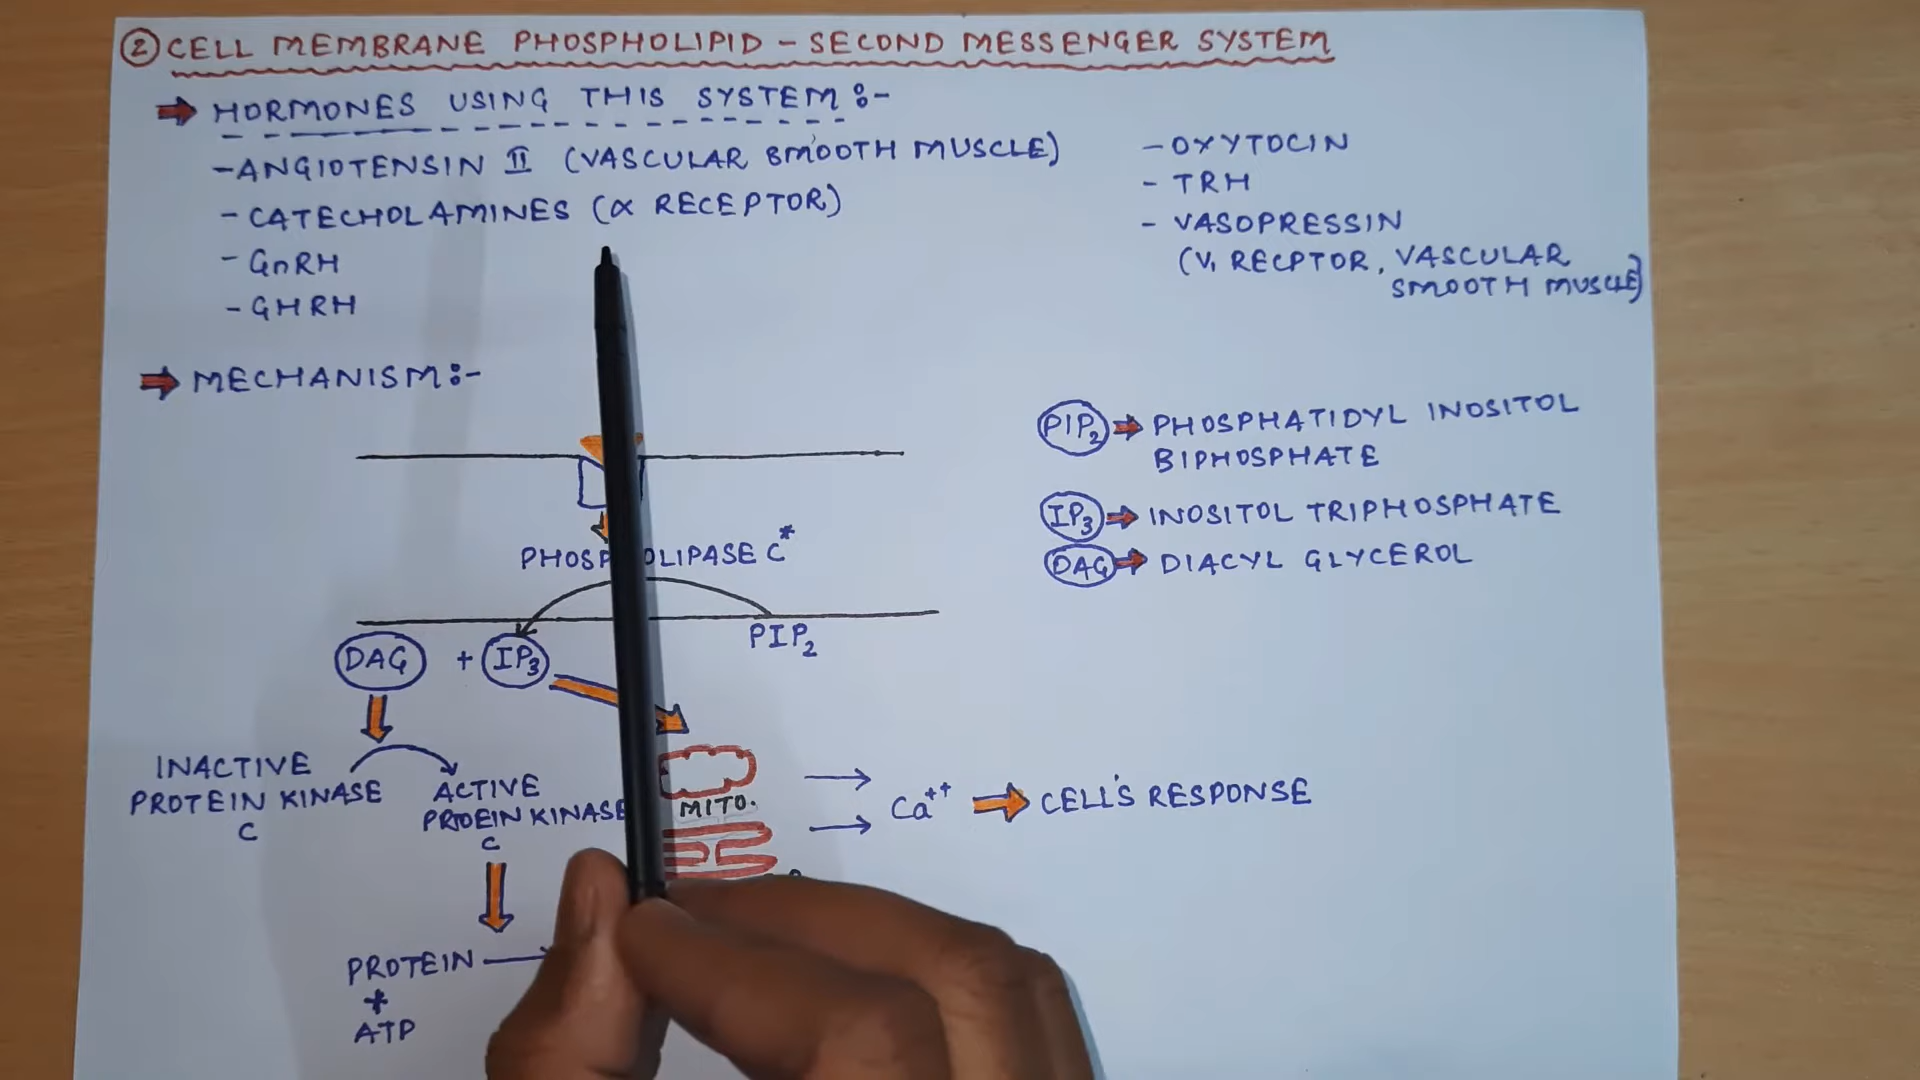 ② CELL MEMBRANE PHOSPHOLIPID - SECOND MESSENGER SYSTEM
➡ HORMONES USING THIS SYSTEM :-
- ANGIOTENSIN II (VASCULAR SMOOTH MUSCLE)
- CATECHOLAMINES (α RECEPTOR)
- GnRH
- GHRH
- OXYTOCIN
- TRH
- VASOPRESSIN
(V₁ RECPTOR, VASCULAR
SMOOTH MUSCLE)
➡ MECHANISM :-
PIP₂ ➡ PHOSPHATIDYL INOSITOL
BIPHOSPHATE
IP₃ ➡ INOSITOL TRIPHOSPHATE
DAG ➡ DIACYL GLYCEROL
PHOSP OLIPASE C*
PIP₂
DAG + IP₃
INACTIVE
PROTEIN KINASE
C
ACTIVE
PROTEIN KINASE
C
MITO.
Ca⁺⁺ ➡ CELL'S RESPONSE
PROTEIN →
+
ATP